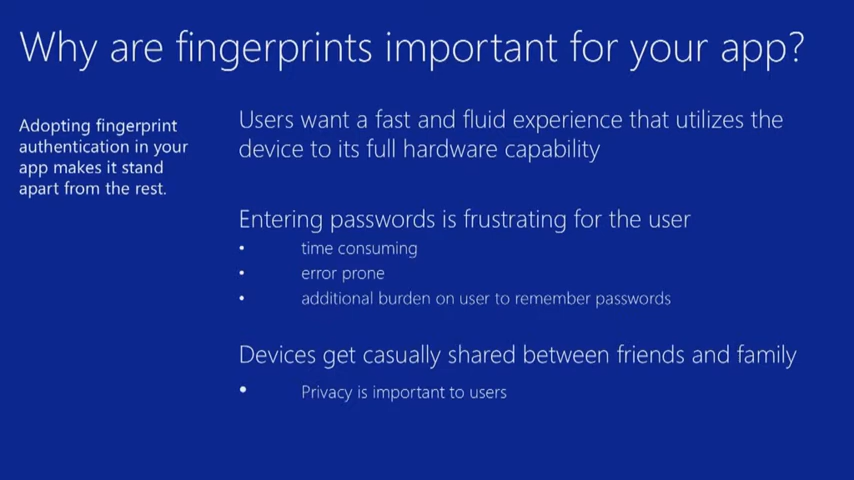 Why are fingerprints important for your app?
Adopting fingerprint
authentication in your
app makes it stand
apart from the rest.
Users want a fast and fluid experience that utilizes the
device to its full hardware capability
Entering passwords is frustrating for the user
• time consuming
• error prone
• additional burden on user to remember passwords
Devices get casually shared between friends and family
• Privacy is important to users